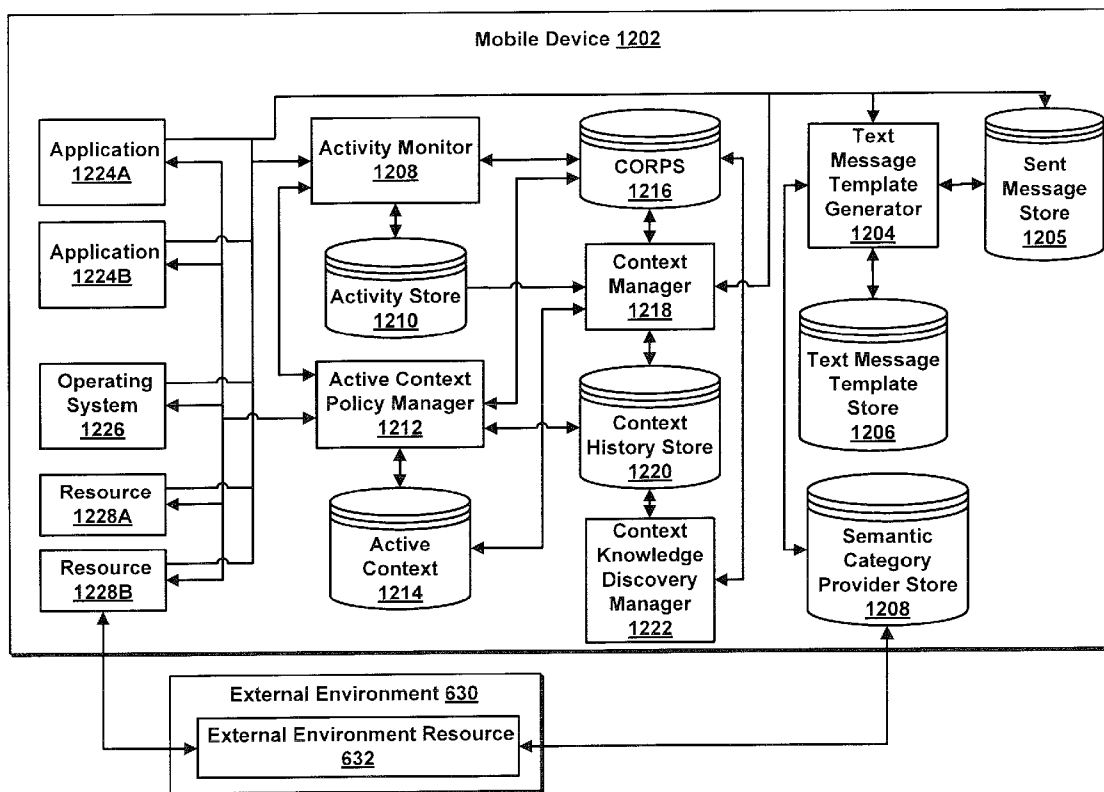 Mobile Device 1202
Application
1224A
Application
1224B
Operating
System
1226
Resource
1228A
Resource
1228B
Activity Monitor
1208
Activity Store
1210
Active Context
Policy Manager
1212
Active
Context
1214
CORPS
1216
Context
Manager
1218
Context
History Store
1220
Context
Knowledge
Discovery
Manager
1222
Text
Message
Template
Generator
1204
Sent
Message
Store
1205
Text Message
Template
Store
1206
Semantic
Category
Provider Store
1208
External Environment 630
External Environment Resource
632